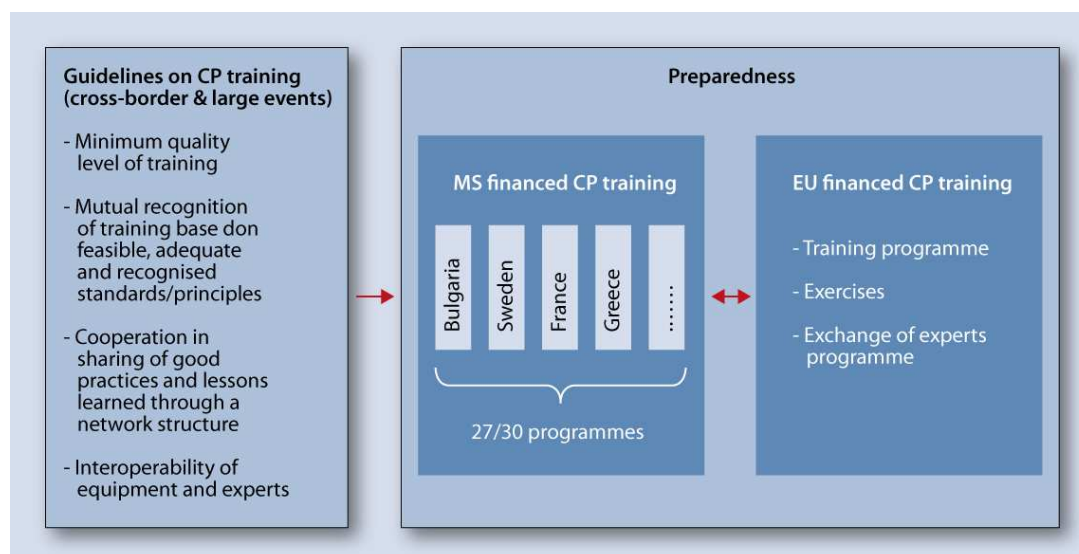 Guidelines on CP training
(cross-border & large events)
- Minimum quality
level of training
- Mutual recognition
of training base don
feasible, adequate
and recognised
standards/principles
- Cooperation in
sharing of good
practices and lessons
learned through a
network structure
- Interoperability of
equipment and experts
Preparedness
MS financed CP training
Bulgaria
Sweden
France
Greece
.......
27/30 programmes
EU financed CP training
- Training programme
- Exercises
- Exchange of experts
programme